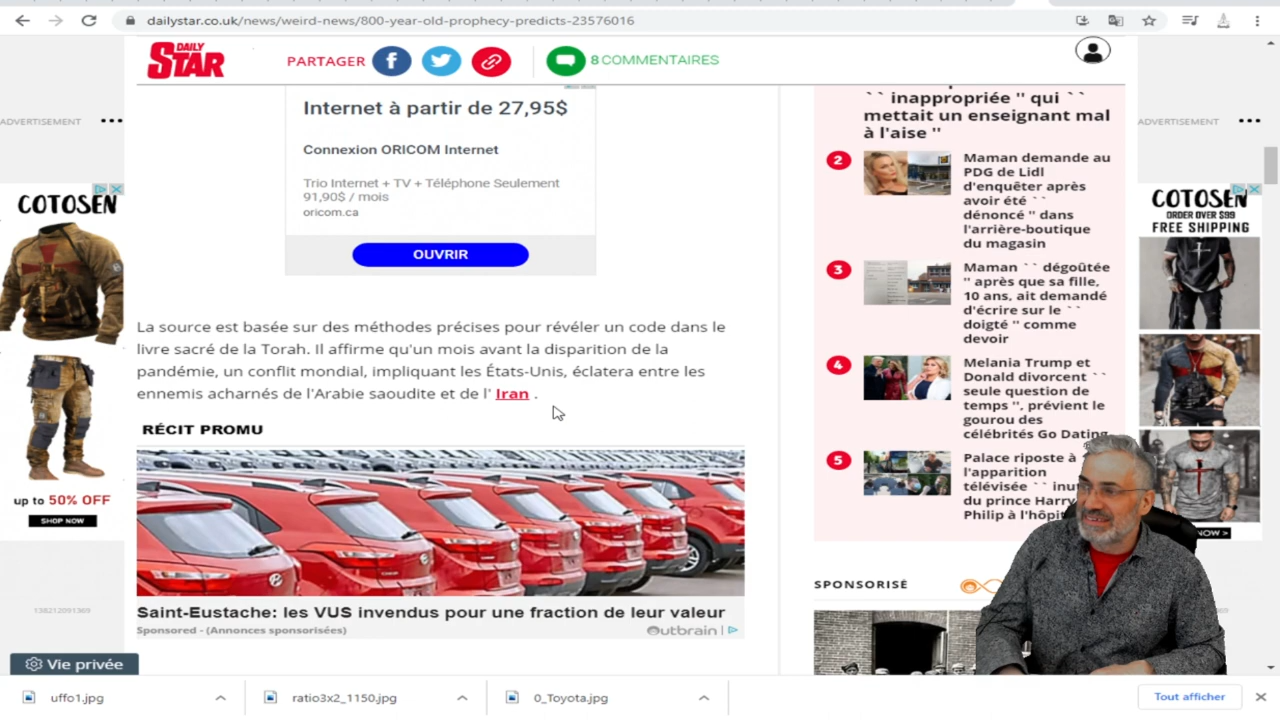 dailystar.co.uk/news/weird-news/800-year-old-prophecy-predicts-23576016
DAILY
STAR
PARTAGER
8 COMMENTAIRES
ADVERTISEMENT
COTOSEN
up to 50% OFF
SHOP NOW
138212091369
Internet à partir de 27,95$
Connexion ORICOM Internet
Trio Internet + TV + Téléphone Seulement
91,90$ / mois
oricom.ca
OUVRIR
La source est basée sur des méthodes précises pour révéler un code dans le
livre sacré de la Torah. Il affirme qu'un mois avant la disparition de la
pandémie, un conflit mondial, impliquant les États-Unis, éclatera entre les
ennemis acharnés de l'Arabie saoudite et de l' Iran .
RÉCIT PROMU
Saint-Eustache: les VUS invendus pour une fraction de leur valeur
Sponsored - (Annonces sponsorisées)
Outbrain
`` inappropriée '' qui ``
mettait un enseignant mal
à l'aise ''
2
Maman demande au
PDG de Lidl
d'enquêter après
avoir été ``
dénoncé '' dans
l'arrière-boutique
du magasin
3
Maman `` dégoûtée
'' après que sa fille,
10 ans, ait demandé
d'écrire sur le ``
doigté '' comme
devoir
4
Melania Trump et
Donald divorcent ``
seule question de
temps '', prévient le
gourou des
célébrités Go Dating
5
Palace riposte à
l'apparition
télévisée ``
du prince Harry
Philip à l'hôpit
SPONSORISÉ
ADVERTISEMENT
COTOSEN
ORDER OVER $99
FREE SHIPPING
NOW >
Vie privée
uffo1.jpg
ratio3x2_1150.jpg
0_Toyota.jpg
Tout afficher